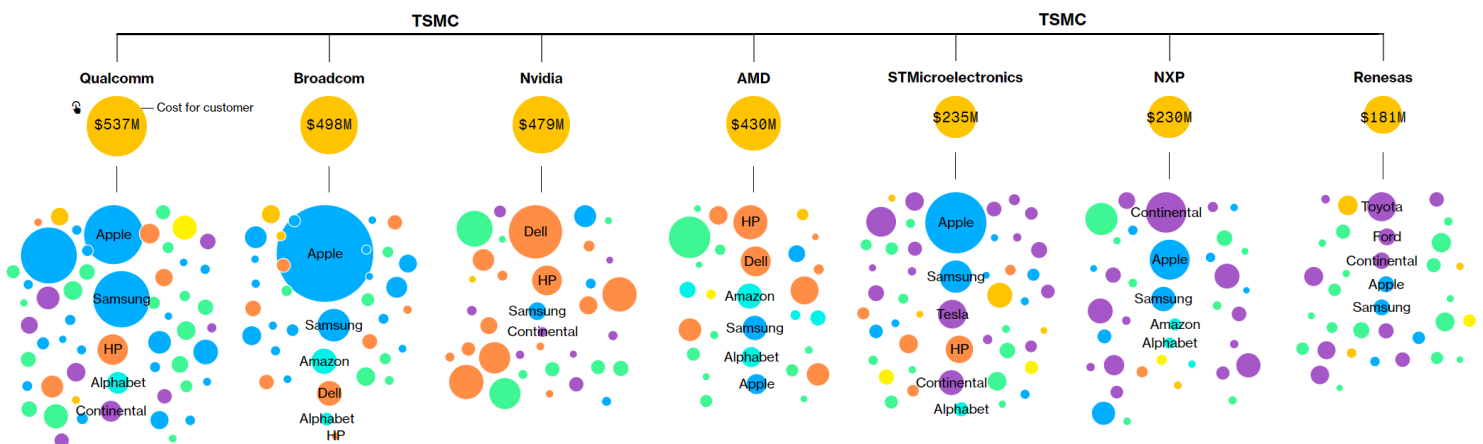 TSMC
TSMC
Qualcomm
Broadcom
Nvidia
AMD
STMicroelectronics
NXP
Renesas
Cost for customer
$537M
$498M
$479M
$430M
$235M
$230M
$181M
Apple
Samsung
HP
Alphabet
Continental
Apple
Samsung
Amazon
Dell
Alphabet
HP
Dell
HP
Samsung
Continental
HP
Dell
Amazon
Samsung
Alphabet
Apple
Apple
Samsung
Tesla
HP
Continental
Alphabet
Continental
Apple
Samsung
Amazon
Alphabet
Toyota
Ford
Continental
Apple
Samsung